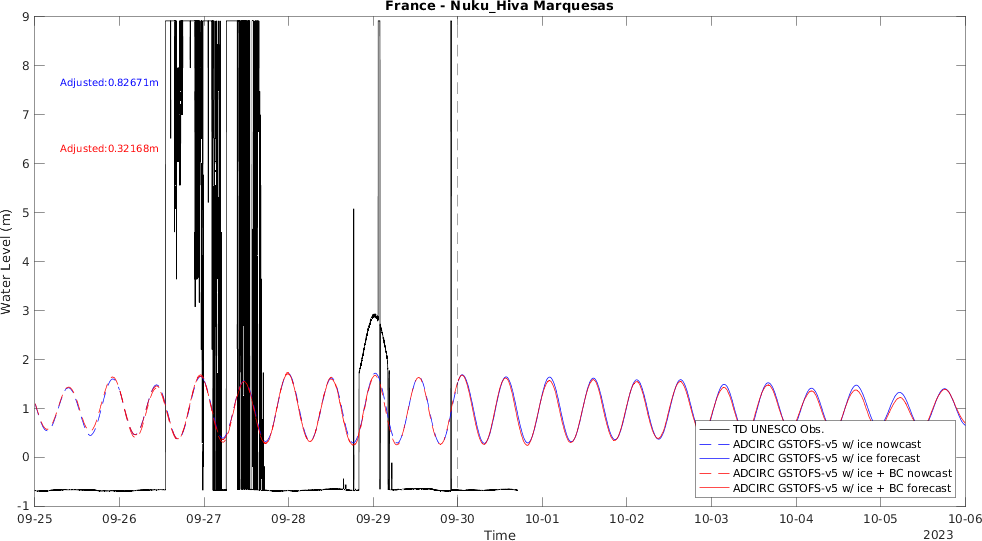 France - Nuku_Hiva Marquesas
Water Level (m)
9
8
7
6
5
4
3
2
1
0
-1
Adjusted:0.82671m
Adjusted:0.32168m
TD UNESCO Obs.
ADCIRC GSTOFS-v5 w/ ice nowcast
ADCIRC GSTOFS-v5 w/ ice forecast
ADCIRC GSTOFS-v5 w/ ice + BC nowcast
ADCIRC GSTOFS-v5 w/ ice + BC forecast
09-25 09-26 09-27 09-28 09-29 09-30 10-01 10-02 10-03 10-04 10-05 10-06
Time
2023